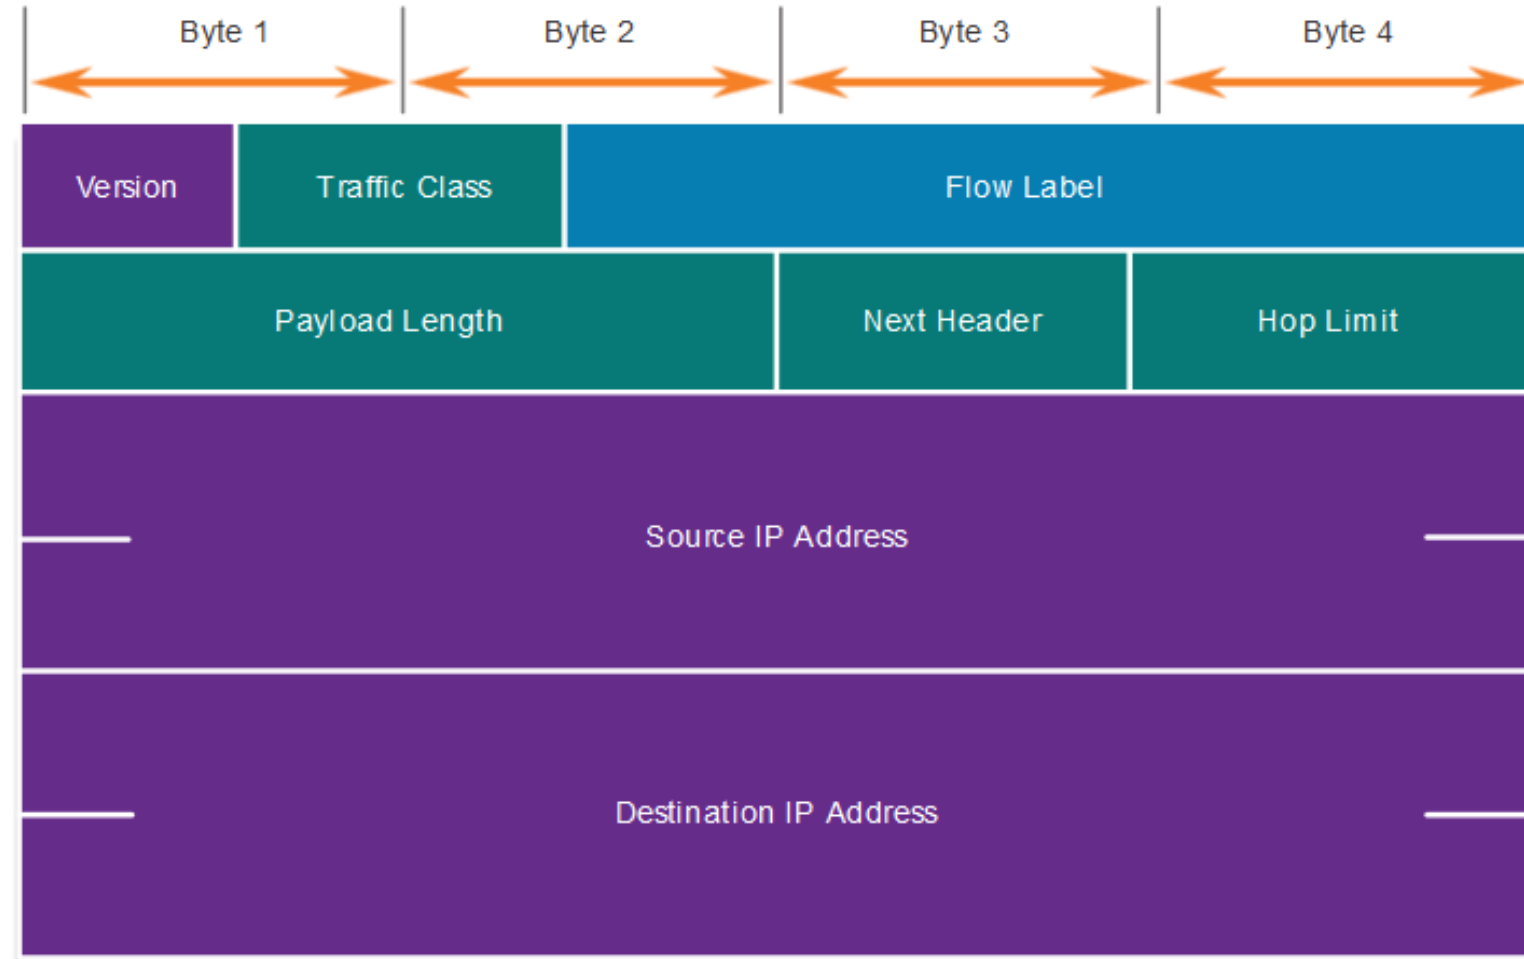 Byte 1 Byte 2 Byte 3 Byte 4
Version Traffic Class Flow Label
Payload Length Next Header Hop Limit
Source IP Address
Destination IP Address